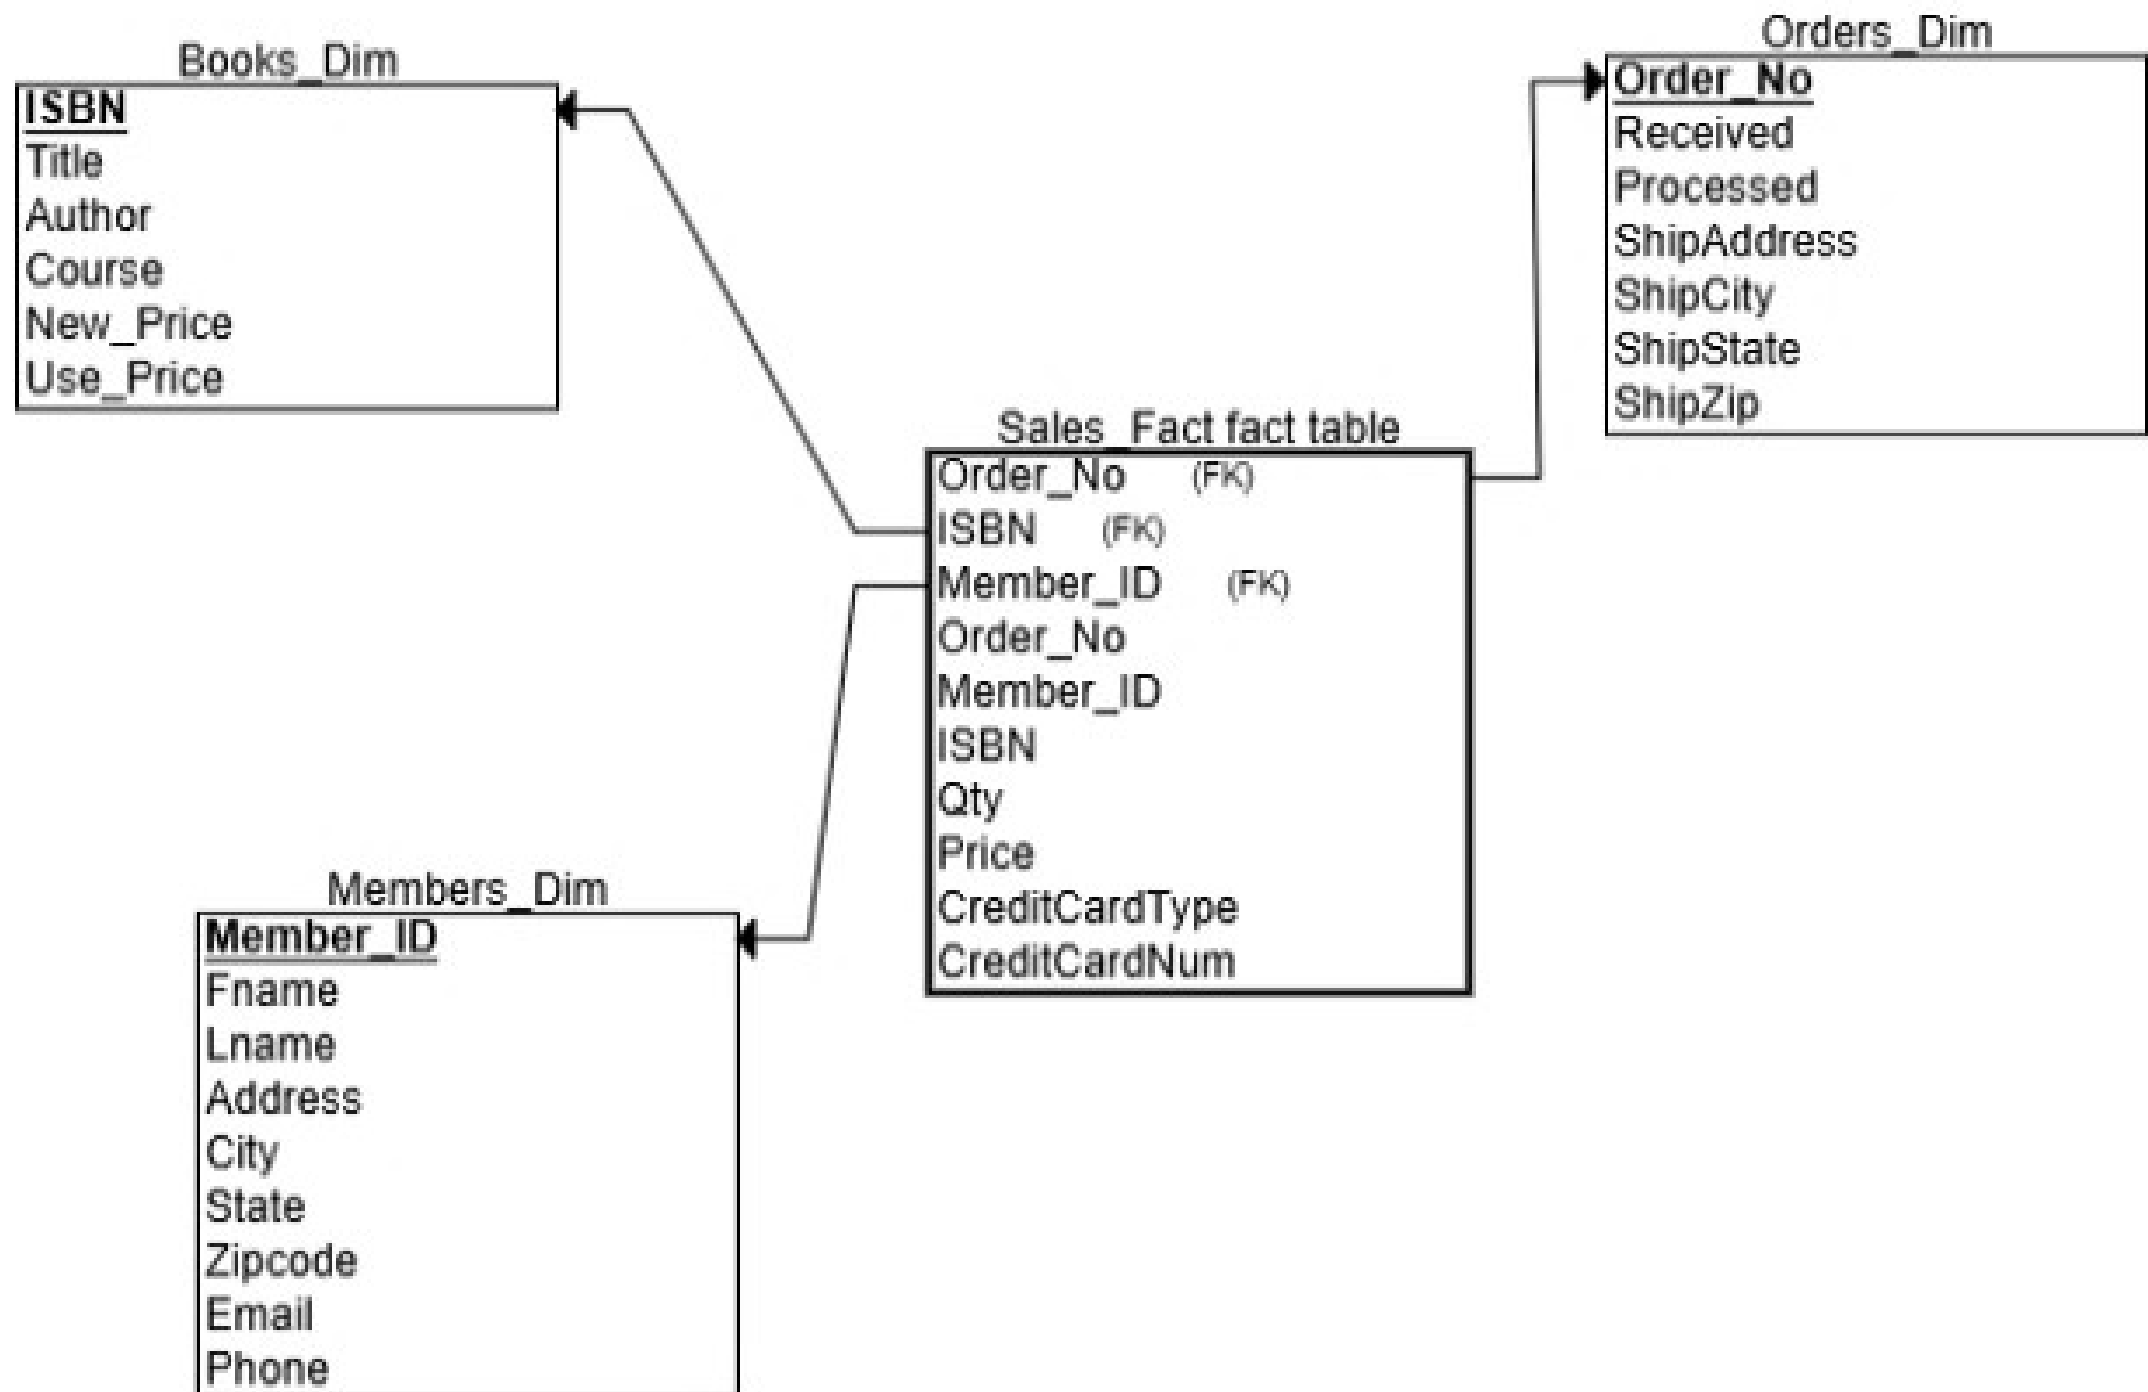 Books_Dim
ISBN
Title
Author
Course
New_Price
Use_Price
Orders_Dim
Order_No
Received
Processed
ShipAddress
ShipCity
ShipState
ShipZip
Sales_Fact fact table
Order_No (FK)
ISBN (FK)
Member_ID (FK)
Order_No
Member_ID
ISBN
Qty
Price
CreditCardType
CreditCardNum
Members_Dim
Member_ID
Fname
Lname
Address
City
State
Zipcode
Email
Phone